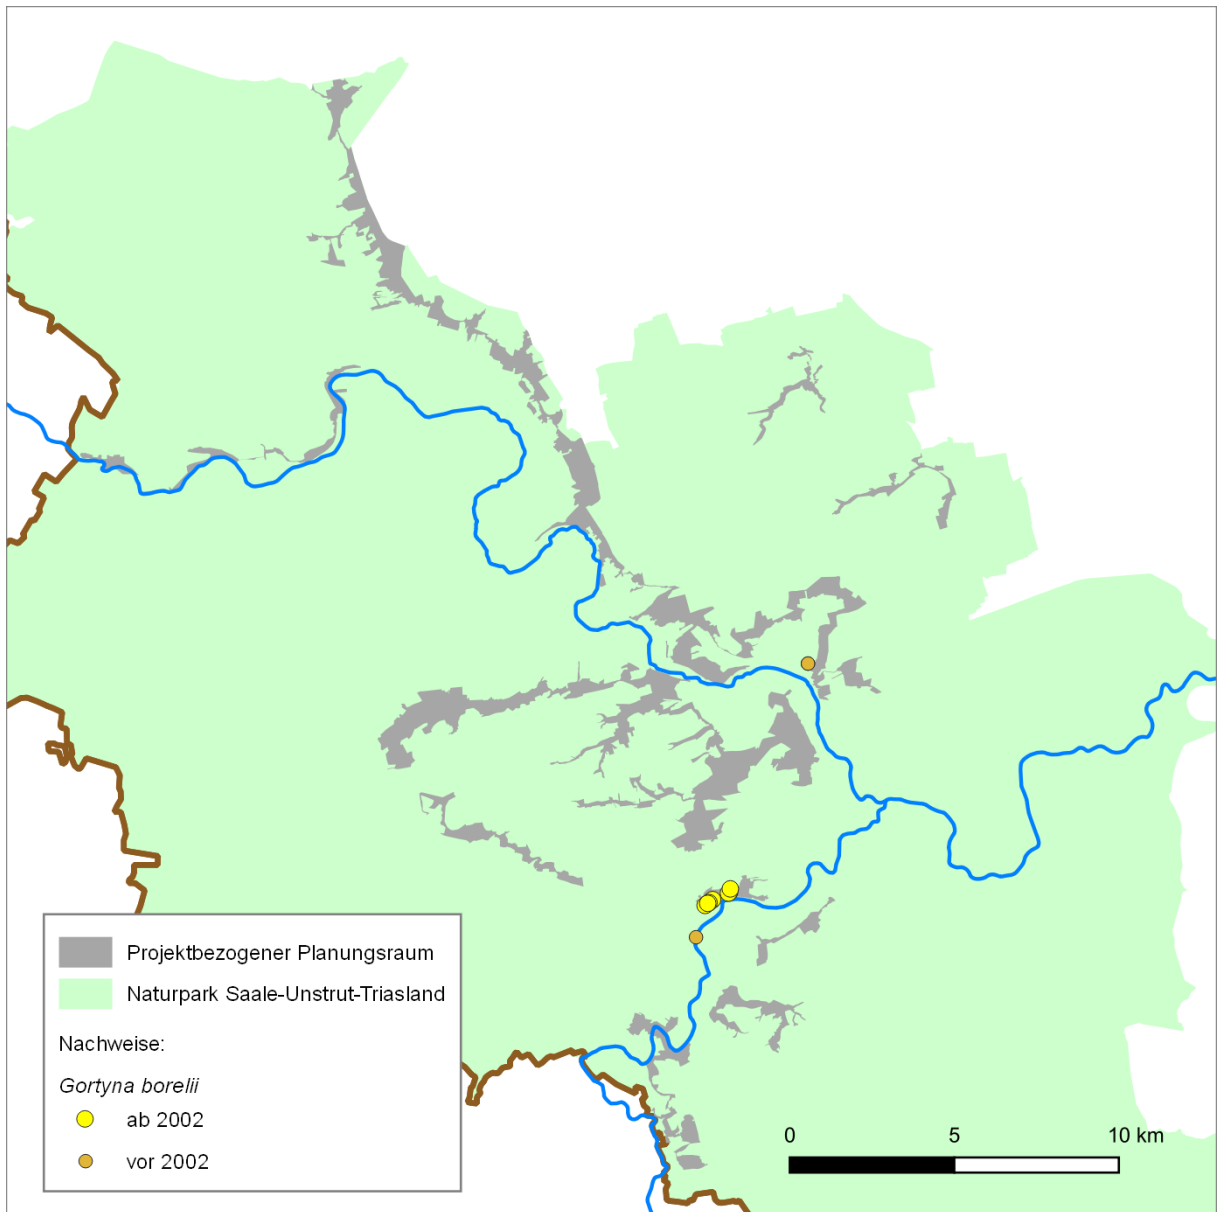 Projektbezogener Planungsraum
Naturpark Saale-Unstrut-Triasland
Nachweise:
Gortyna borelii
ab 2002
vor 2002
0 5 10 km